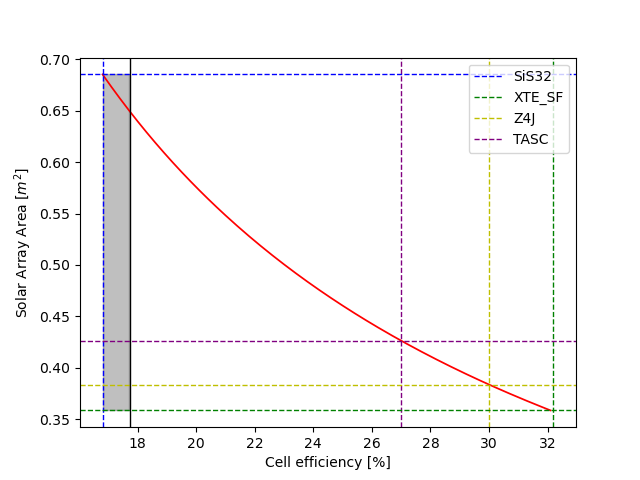 0.70
0.65
0.60
0.55
0.50
0.45
0.40
0.35
Solar Array Area [m²]
18 20 22 24 26 28 30 32
Cell efficiency [%]
SiS32
XTE_SF
Z4J
TASC